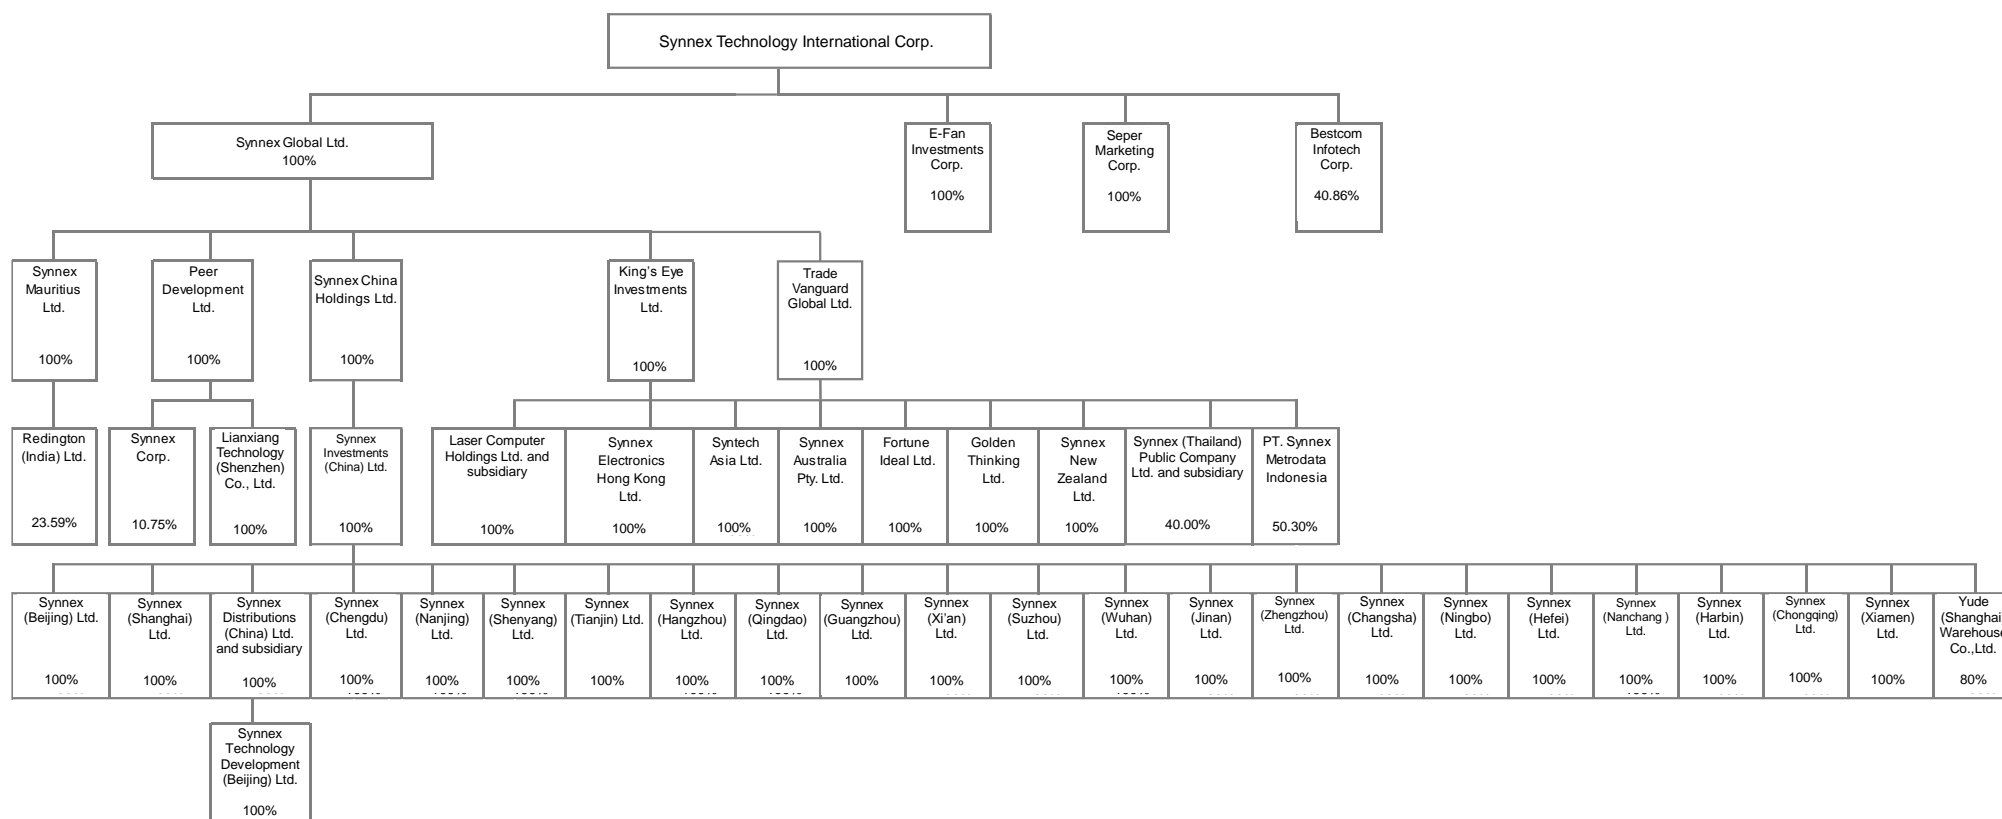 Synnex Technology International Corp.
Synnex Global Ltd.
100%
E-Fan
Investments
Corp.
100%
Seper
Marketing
Corp.
100%
Bestcom
Infotech
Corp.
40.86%
Synnex
Mauritius
Ltd.
100%
Peer
Development
Ltd.
100%
Synnex China
Holdings Ltd.
100%
King's Eye
Investments
Ltd.
100%
Trade
Vanguard
Global Ltd.
100%
Redington
(India) Ltd.
23.59%
Synnex
Corp.
10.75%
Lianxiang
Technology
(Shenzhen)
Co., Ltd.
100%
Synnex
Investments
(China) Ltd.
100%
Laser Computer
Holdings Ltd. and
subsidiary
100%
Synnex
Electronics
Hong Kong
Ltd.
100%
Syntech
Asia Ltd.
100%
Synnex
Australia
Pty. Ltd.
100%
Fortune
Ideal Ltd.
100%
Golden
Thinking
Ltd.
100%
Synnex
New
Zealand
Ltd.
100%
Synnex (Thailand)
Public Company
Ltd. and subsidiary
40.00%
PT. Synnex
Metrodata
Indonesia
50.30%
Synnex
(Beijing) Ltd.
100%
Synnex
(Shanghai)
Ltd.
100%
Synnex
Distributions
(China) Ltd.
and subsidiary
100%
Synnex
(Chengdu)
Ltd.
100%
Synnex
(Nanjing)
Ltd.
100%
Synnex
(Shenyang)
Ltd.
100%
Synnex
(Tianjin) Ltd.
100%
Synnex
(Hangzhou)
Ltd.
100%
Synnex
(Qingdao)
Ltd.
100%
Synnex
(Guangzhou)
Ltd.
100%
Synnex
(Xi'an)
Ltd.
100%
Synnex
(Suzhou)
Ltd.
100%
Synnex
(Wuhan)
Ltd.
100%
Synnex
(Jinan)
Ltd.
100%
Synnex
(Zhengzhou)
Ltd.
100%
Synnex
(Changsha)
Ltd.
100%
Synnex
(Ningbo)
Ltd.
100%
Synnex
(Hefei)
Ltd.
100%
Synnex
(Nanchang )
Ltd.
100%
Synnex
(Harbin)
Ltd.
100%
Synnex
(Chongqing)
Ltd.
100%
Synnex
(Xiamen)
Ltd.
100%
Yude
(Shanghai
Warehouse
Co.,Ltd.
80%
Synnex
Technology
Development
(Beijing) Ltd.
100%